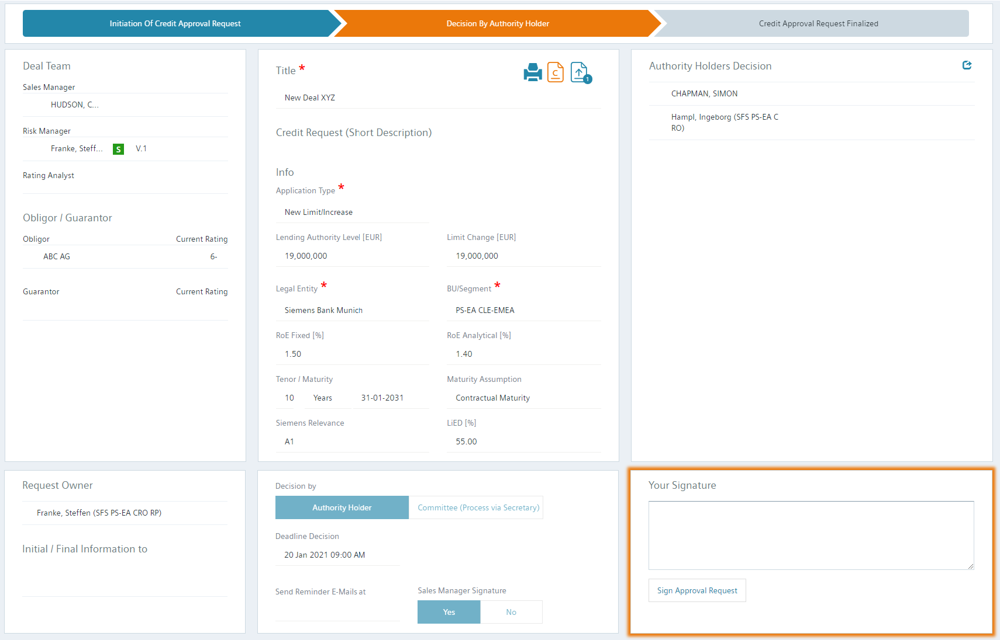 Initiation Of Credit Approval Request
Decision By Authority Holder
Credit Approval Request Finalized
Deal Team
Sales Manager
HUDSON, C...
Risk Manager
Franke, Steff... S V.1
Rating Analyst
Obligor / Guarantor
Obligor Current Rating
ABC AG 6-
Guarantor Current Rating
Title *
C
1
New Deal XYZ
Credit Request (Short Description)
Info
Application Type *
New Limit/Increase
Lending Authority Level [EUR] Limit Change [EUR]
19,000,000 19,000,000
Legal Entity * BU/Segment *
Siemens Bank Munich PS-EA CLE-EMEA
RoE Fixed [%] RoE Analytical [%]
1.50 1.40
Tenor / Maturity Maturity Assumption
10 Years 31-01-2031 Contractual Maturity
Siemens Relevance LiED [%]
A1 55.00
Authority Holders Decision
CHAPMAN, SIMON
Hampl, Ingeborg (SFS PS-EA C
RO)
Request Owner
Franke, Steffen (SFS PS-EA CRO RP)
Initial / Final Information to
Decision by
Authority Holder Committee (Process via Secretary)
Deadline Decision
20 Jan 2021 09:00 AM
Send Reminder E-Mails at Sales Manager Signature
Yes No
Your Signature
Sign Approval Request